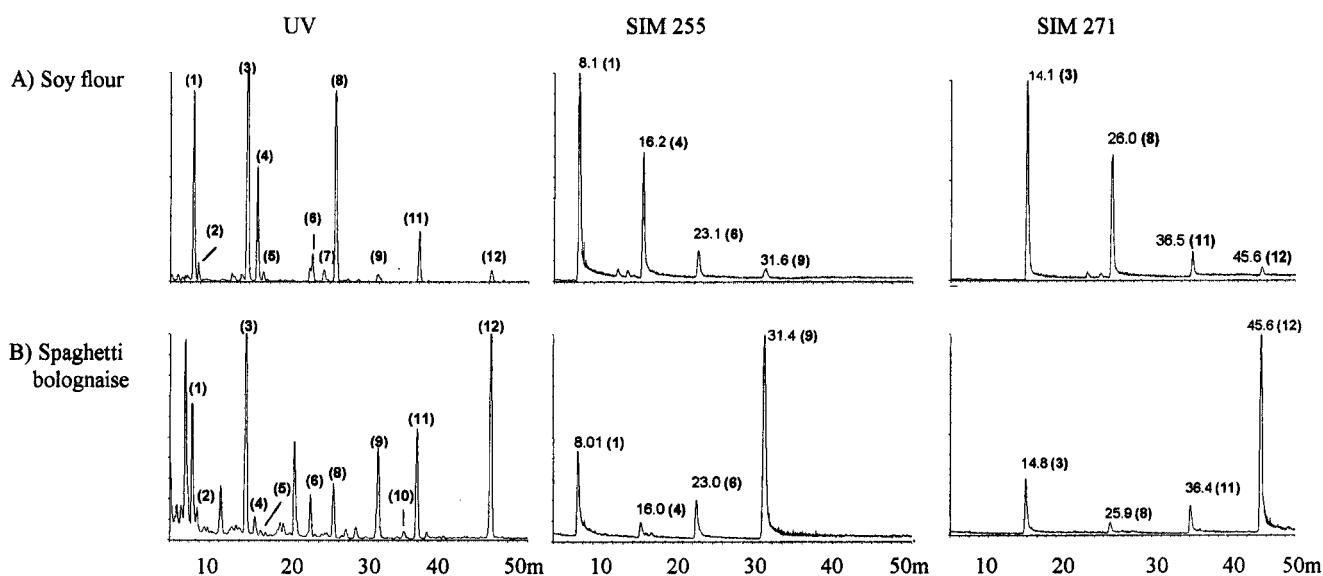 UV SIM 255 SIM 271
A) Soy flour
(1) (2) (3) (4) (5) (6) (7) (8) (9) (11) (12)
8.1 (1) 16.2 (4) 23.1 (6) 31.6 (9)
14.1 (3) 26.0 (8) 36.5 (11) 45.6 (12)
B) Spaghetti
bolognaise
(1) (2) (3) (4) (5) (6) (8) (9) (10) (11) (12)
8.01 (1) 16.0 (4) 23.0 (6) 31.4 (9)
14.8 (3) 25.9 (8) 36.4 (11) 45.6 (12)
10 20 30 40 50m 10 20 30 40 50m 10 20 30 40 50m